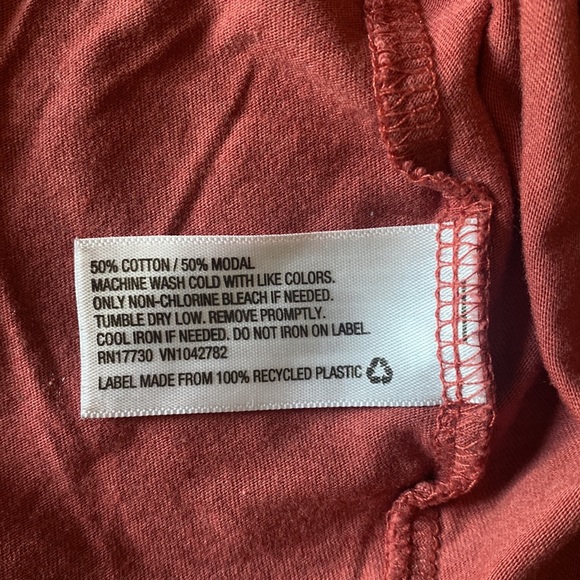 50% COTTON / 50% MODAL
MACHINE WASH COLD WITH LIKE COLORS.
ONLY NON-CHLORINE BLEACH IF NEEDED.
TUMBLE DRY LOW. REMOVE PROMPTLY.
COOL IRON IF NEEDED. DO NOT IRON ON LABEL.
RN17730 VN1042782
LABEL MADE FROM 100% RECYCLED PLASTIC